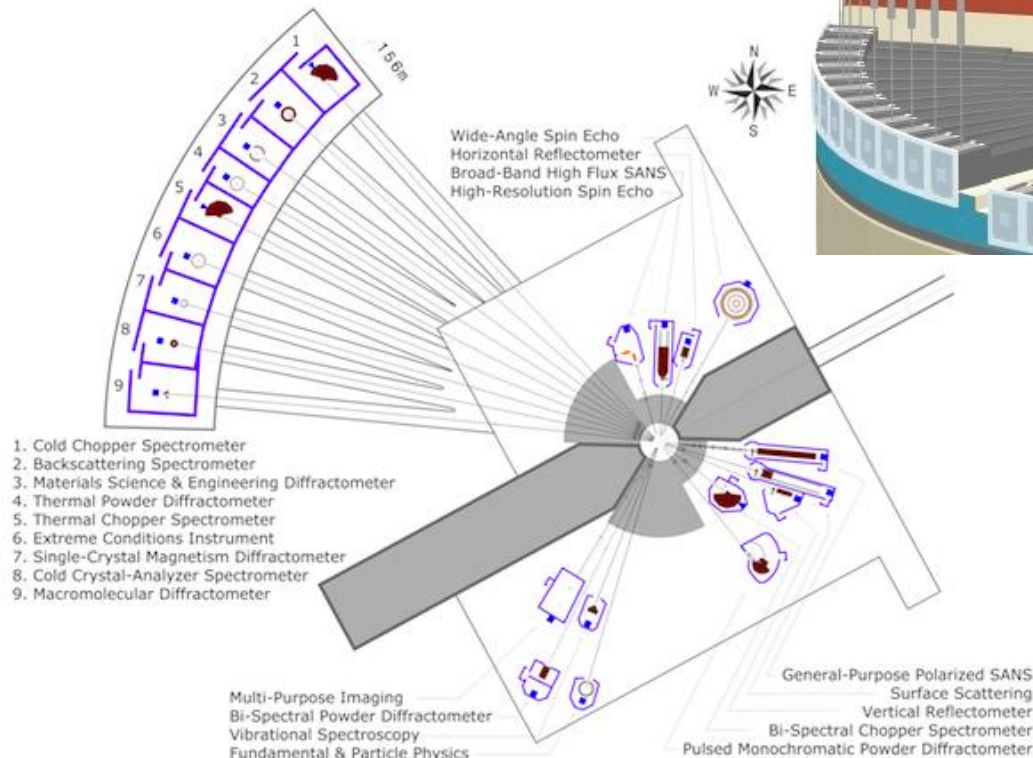 1
156m
2
3
4
5
6
7
8
9
N
W E
S
Wide-Angle Spin Echo
Horizontal Reflectometer
Broad-Band High Flux SANS
High-Resolution Spin Echo
1. Cold Chopper Spectrometer
2. Backscattering Spectrometer
3. Materials Science & Engineering Diffractometer
4. Thermal Powder Diffractometer
5. Thermal Chopper Spectrometer
6. Extreme Conditions Instrument
7. Single-Crystal Magnetism Diffractometer
8. Cold Crystal-Analyzer Spectrometer
9. Macromolecular Diffractometer
Multi-Purpose Imaging
Bi-Spectral Powder Diffractometer
Vibrational Spectroscopy
Fundamental & Particle Physics
General-Purpose Polarized SANS
Surface Scattering
Vertical Reflectometer
Bi-Spectral Chopper Spectrometer
Pulsed Monochromatic Powder Diffractometer